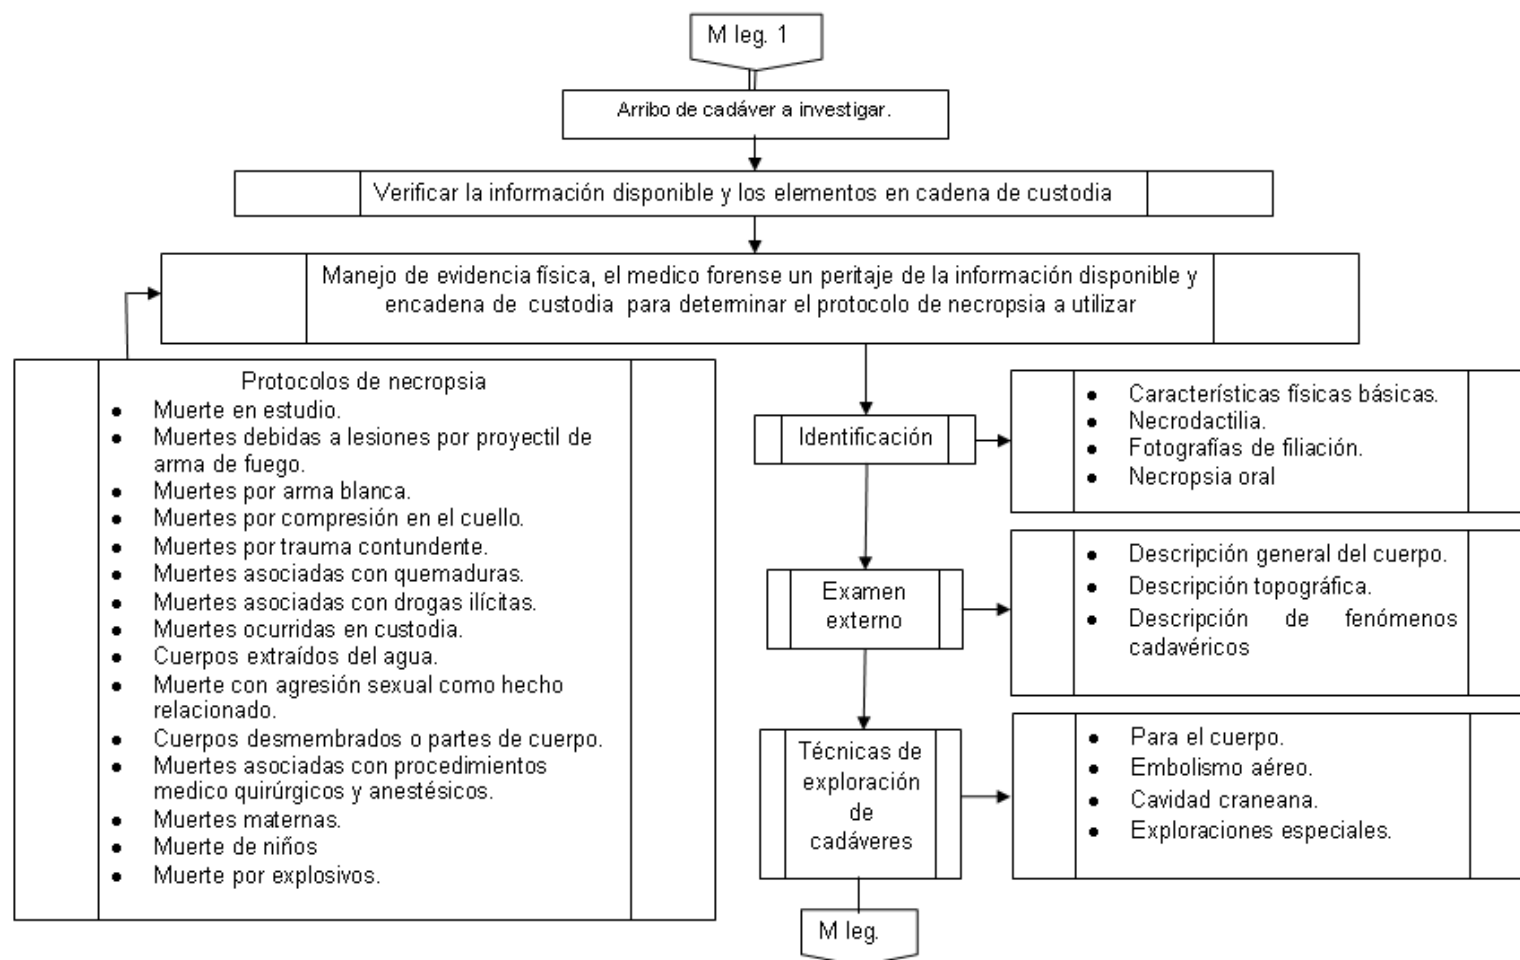 M leg. 1
Arribo de cadáver a investigar.
Verificar la información disponible y los elementos en cadena de custodia
Manejo de evidencia física, el medico forense un peritaje de la información disponible y
encadena de custodia para determinar el protocolo de necropsia a utilizar
Protocolos de necropsia
• Muerte en estudio.
• Muertes debidas a lesiones por proyectil de
arma de fuego.
• Muertes por arma blanca.
• Muertes por compresión en el cuello.
• Muertes por trauma contundente.
• Muertes asociadas con quemaduras.
• Muertes asociadas con drogas ilícitas.
• Muertes ocurridas en custodia.
• Cuerpos extraídos del agua.
• Muerte con agresión sexual como hecho
relacionado.
• Cuerpos desmembrados o partes de cuerpo.
• Muertes asociadas con procedimientos
medico quirúrgicos y anestésicos.
• Muertes maternas.
• Muerte de niños
• Muerte por explosivos.
Identificación
• Características físicas básicas.
• Necrodactilia.
• Fotografías de filiación.
• Necropsia oral
Examen
externo
• Descripción general del cuerpo.
• Descripción topográfica.
• Descripción de fenómenos
cadavéricos
Técnicas de
exploración
de
cadáveres
• Para el cuerpo.
• Embolismo aéreo.
• Cavidad craneana.
• Exploraciones especiales.
M leg.